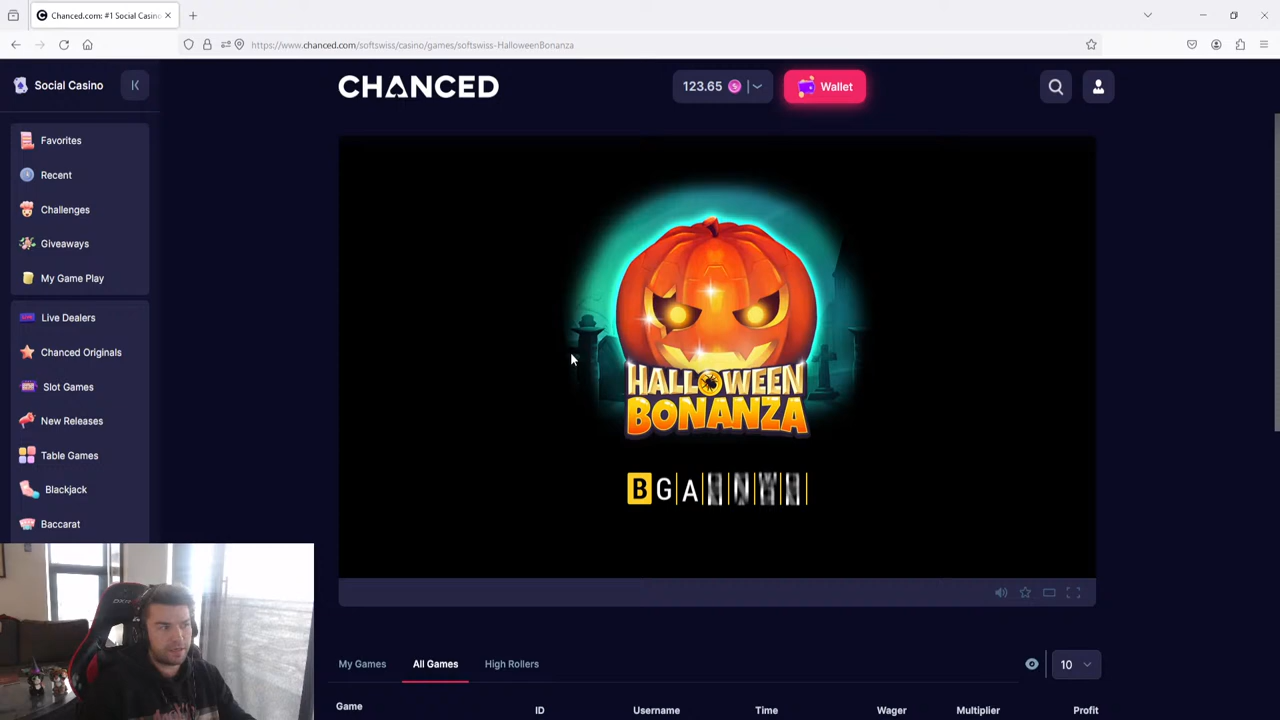 Chanced.com: #1 Social Casino
https://www.chanced.com/softswiss/casino/games/softswiss-HalloweenBonanza
Social Casino
CHANCED
123.65
Wallet
Favorites
Recent
Challenges
Giveaways
My Game Play
Live Dealers
Chanced Originals
Slot Games
New Releases
Table Games
Blackjack
Baccarat
HALLOWEEN
BONANZA
BGA
My Games
All Games
High Rollers
10
Game
ID
Username
Time
Wager
Multiplier
Profit